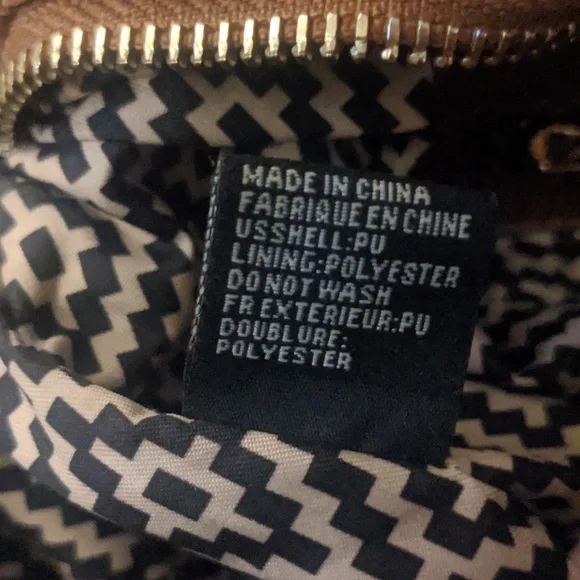 MADE IN CHINA
FABRIQUE EN CHINE
USSHELL:PU
LINING:POLYESTER
DO NOT WASH
FR EXTERIEUR:PU
DOUBLURE:
POLYESTER